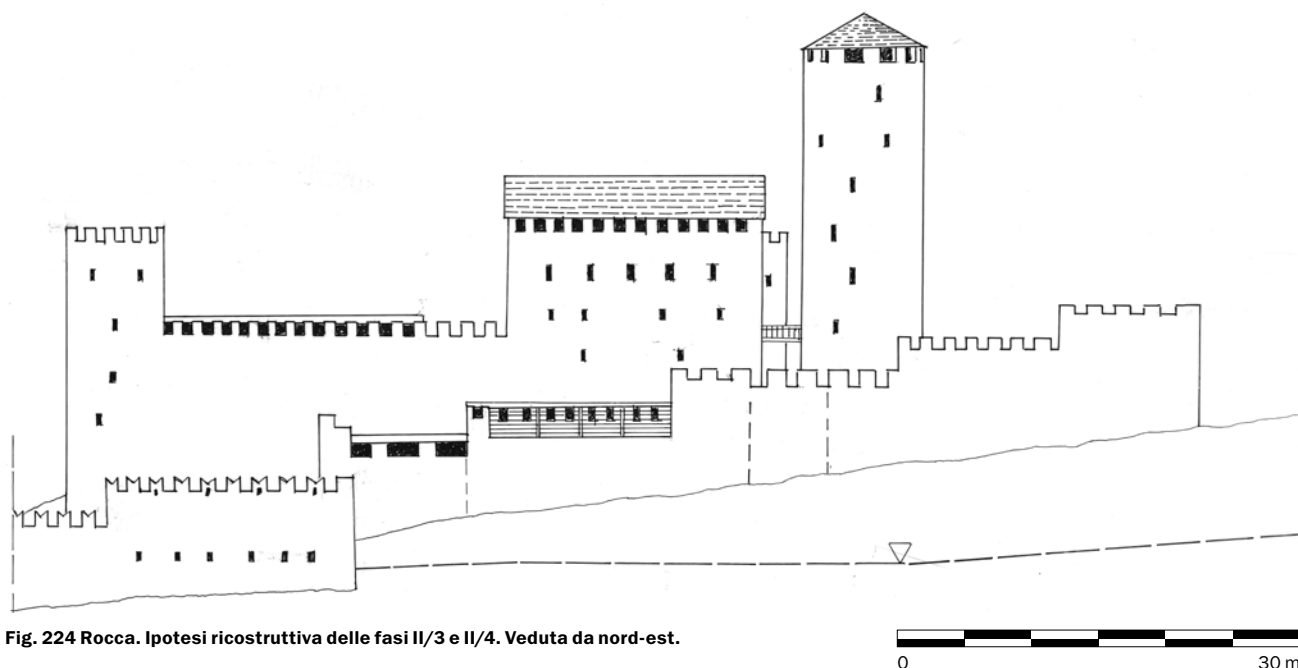 Fig. 224 Rocca. Ipotesi ricostruttiva delle fasi II/3 e II/4. Veduta da nord-est.
0 30 m